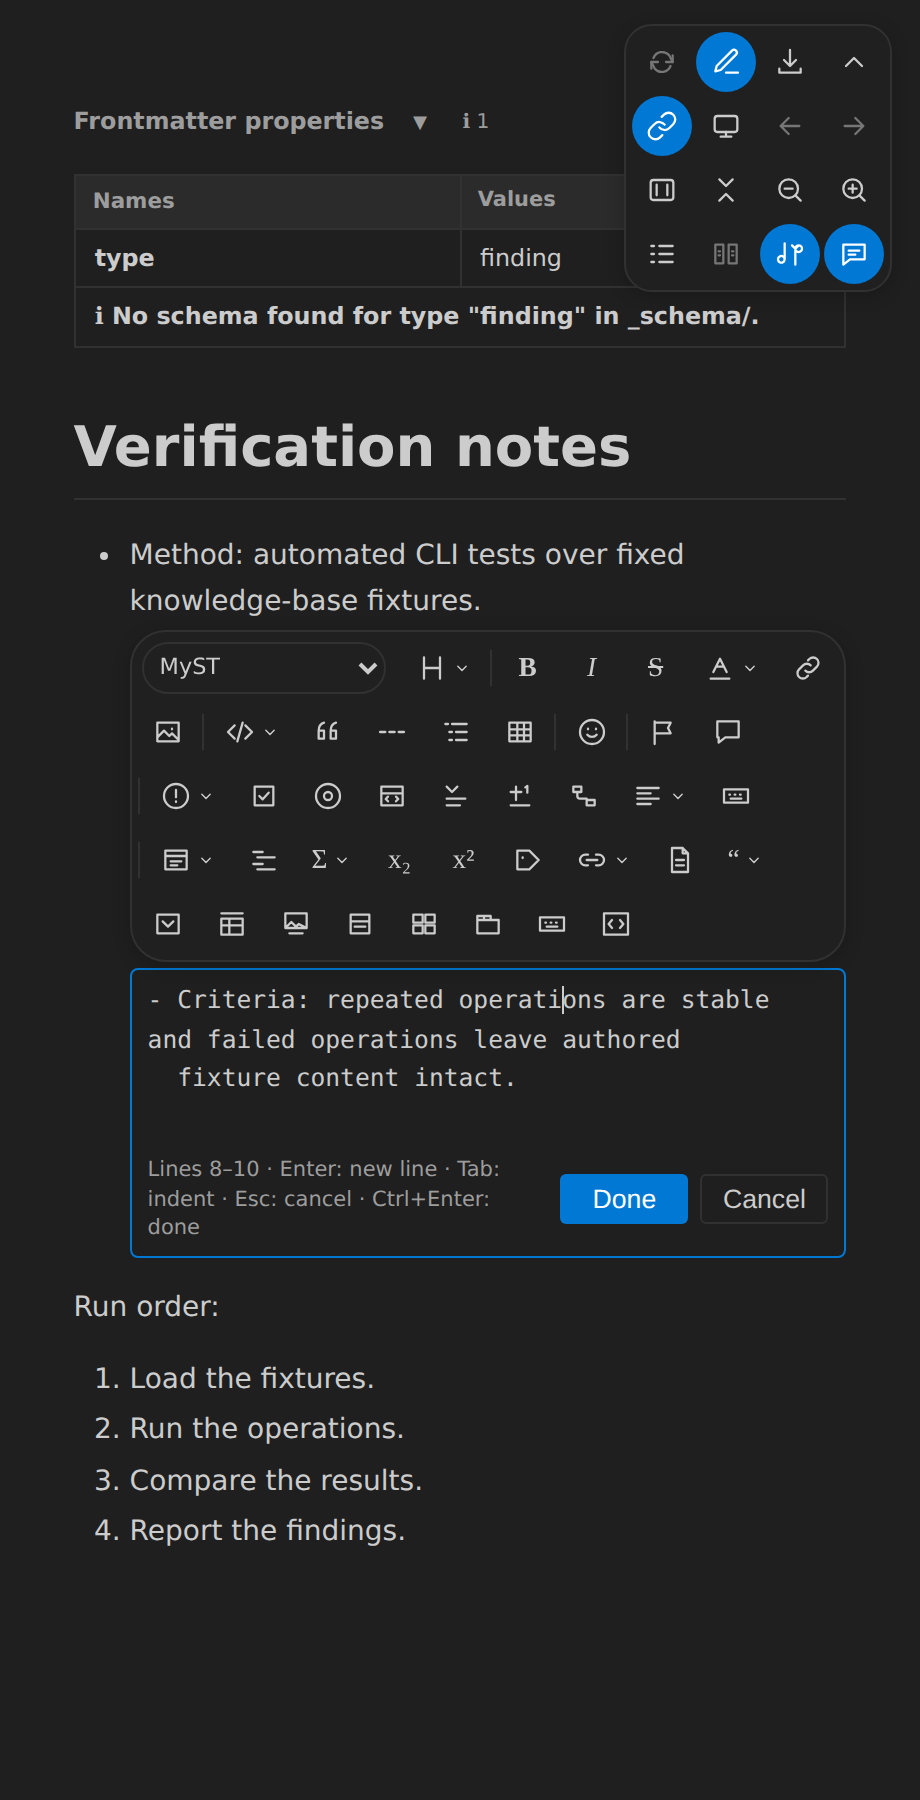 Frontmatter properties ▼ ℹ 1
Names Values
type finding
ℹ No schema found for type "finding" in _schema/.
Verification notes
• Method: automated CLI tests over fixed
knowledge-base fixtures.
MyST
B I S A
Σ x₂ x² “
- Criteria: repeated operations are stable
and failed operations leave authored
fixture content intact.
Lines 8–10 · Enter: new line · Tab:
indent · Esc: cancel · Ctrl+Enter:
done
Done Cancel
Run order:
1. Load the fixtures.
2. Run the operations.
3. Compare the results.
4. Report the findings.